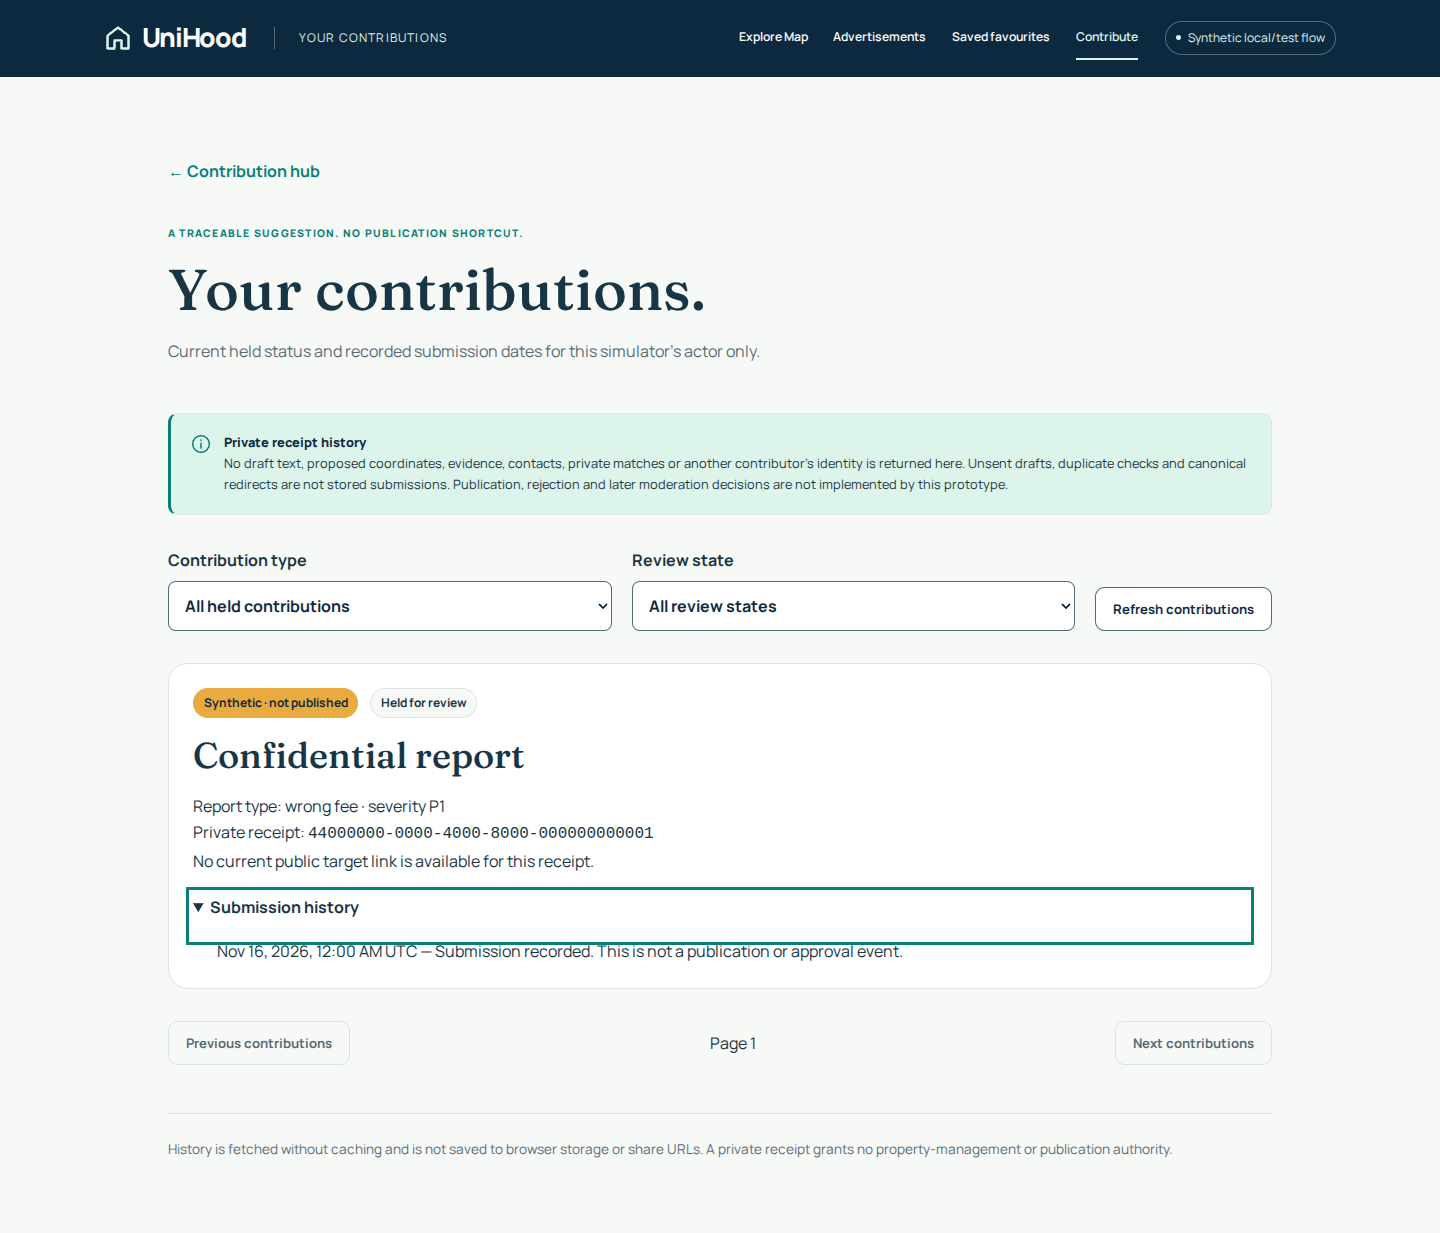 UniHood
YOUR CONTRIBUTIONS
Explore Map
Advertisements
Saved favourites
Contribute
Synthetic local/test flow
← Contribution hub
A TRACEABLE SUGGESTION. NO PUBLICATION SHORTCUT.
Your contributions.
Current held status and recorded submission dates for this simulator's actor only.
Private receipt history
No draft text, proposed coordinates, evidence, contacts, private matches or another contributor's identity is returned here. Unsent drafts, duplicate checks and canonical
redirects are not stored submissions. Publication, rejection and later moderation decisions are not implemented by this prototype.
Contribution type
Review state
All held contributions
All review states
Refresh contributions
Synthetic · not published
Held for review
Confidential report
Report type: wrong fee · severity P1
Private receipt: 44000000-0000-4000-8000-000000000001
No current public target link is available for this receipt.
▼ Submission history
Nov 16, 2026, 12:00 AM UTC — Submission recorded. This is not a publication or approval event.
Previous contributions
Page 1
Next contributions
History is fetched without caching and is not saved to browser storage or share URLs. A private receipt grants no property-management or publication authority.